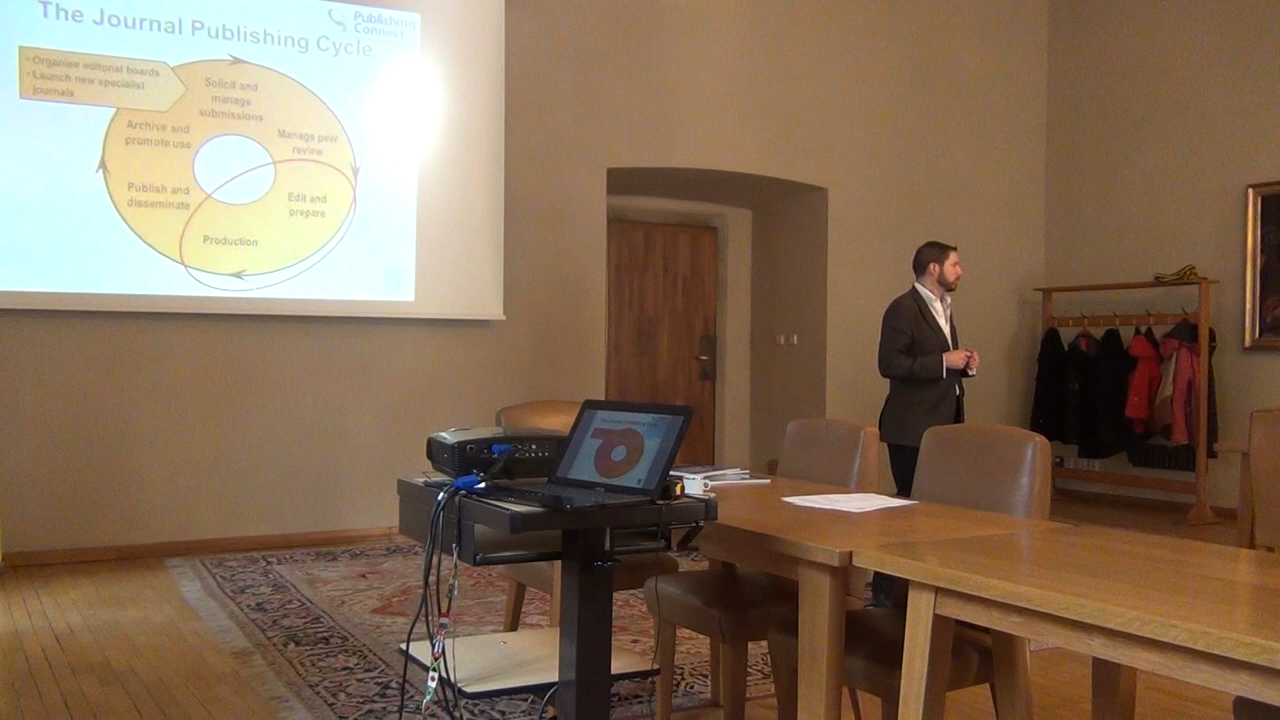 The Journal Publishing Cycle
Publishing
Connect
- Organise editorial boards
- Launch new specialist
journals
Solicit and
manage
submissions
Archive and
promote use
Manage peer
review
Publish and
disseminate
Edit and
prepare
Production